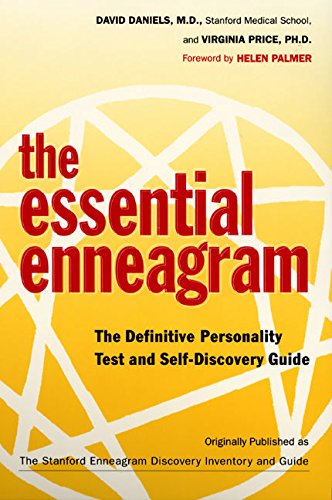 DAVID DANIELS, M.D., Stanford Medical School,
and VIRGINIA PRICE, PH.D.
Foreword by HELEN PALMER
the
essential
enneagram
The Definitive Personality
Test and Self-Discovery Guide
Originally Published as
The Stanford Enneagram Discovery Inventory and Guide